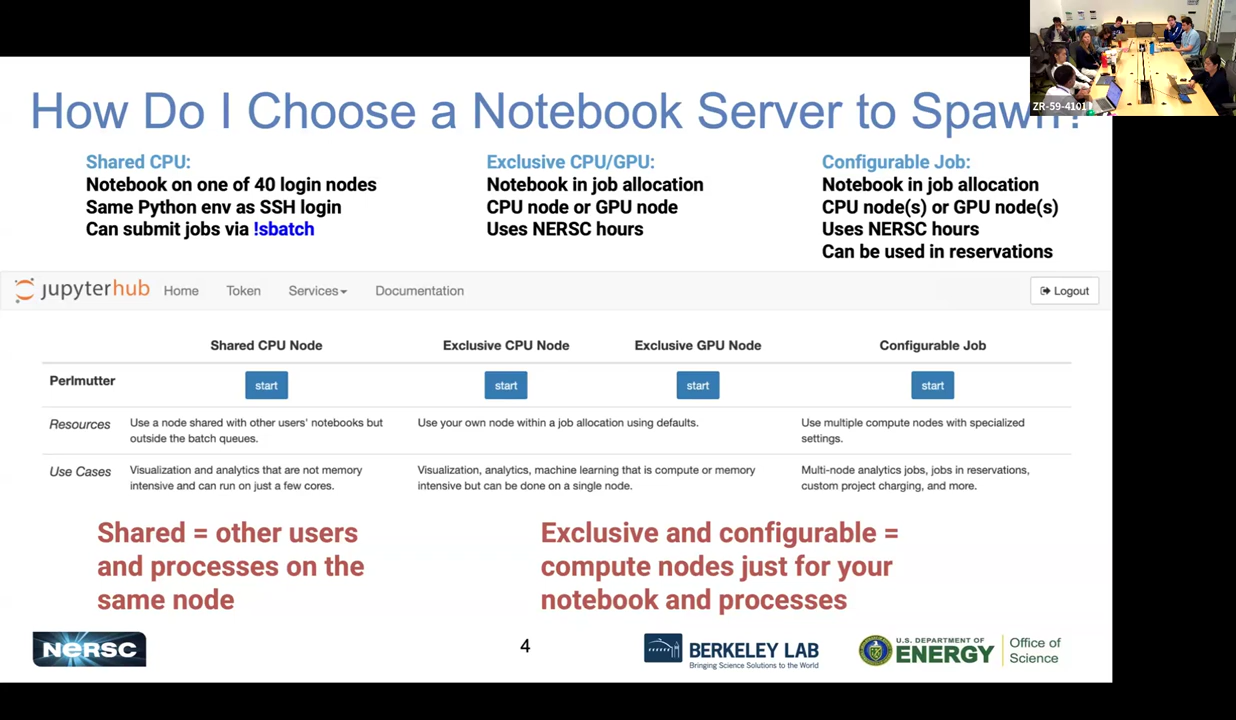 How Do I Choose a Notebook Server to Spawn?
ZR-59-4101
Shared CPU:
Notebook on one of 40 login nodes
Same Python env as SSH login
Can submit jobs via !sbatch
Exclusive CPU/GPU:
Notebook in job allocation
CPU node or GPU node
Uses NERSC hours
Configurable Job:
Notebook in job allocation
CPU node(s) or GPU node(s)
Uses NERSC hours
Can be used in reservations
jupyterhub Home Token Services Documentation Logout
Shared CPU Node Exclusive CPU Node Exclusive GPU Node Configurable Job
Perlmutter start start start start
Resources
Use a node shared with other users' notebooks but
outside the batch queues.
Use your own node within a job allocation using defaults.
Use multiple compute nodes with specialized
settings.
Use Cases
Visualization and analytics that are not memory
intensive and can run on just a few cores.
Visualization, analytics, machine learning that is compute or memory
intensive but can be done on a single node.
Multi-node analytics jobs, jobs in reservations,
custom project charging, and more.
Shared = other users
and processes on the
same node
Exclusive and configurable =
compute nodes just for your
notebook and processes
NERSC
4
BERKELEY LAB
Bringing Science Solutions to the World
U.S. DEPARTMENT OF
ENERGY
Office of
Science